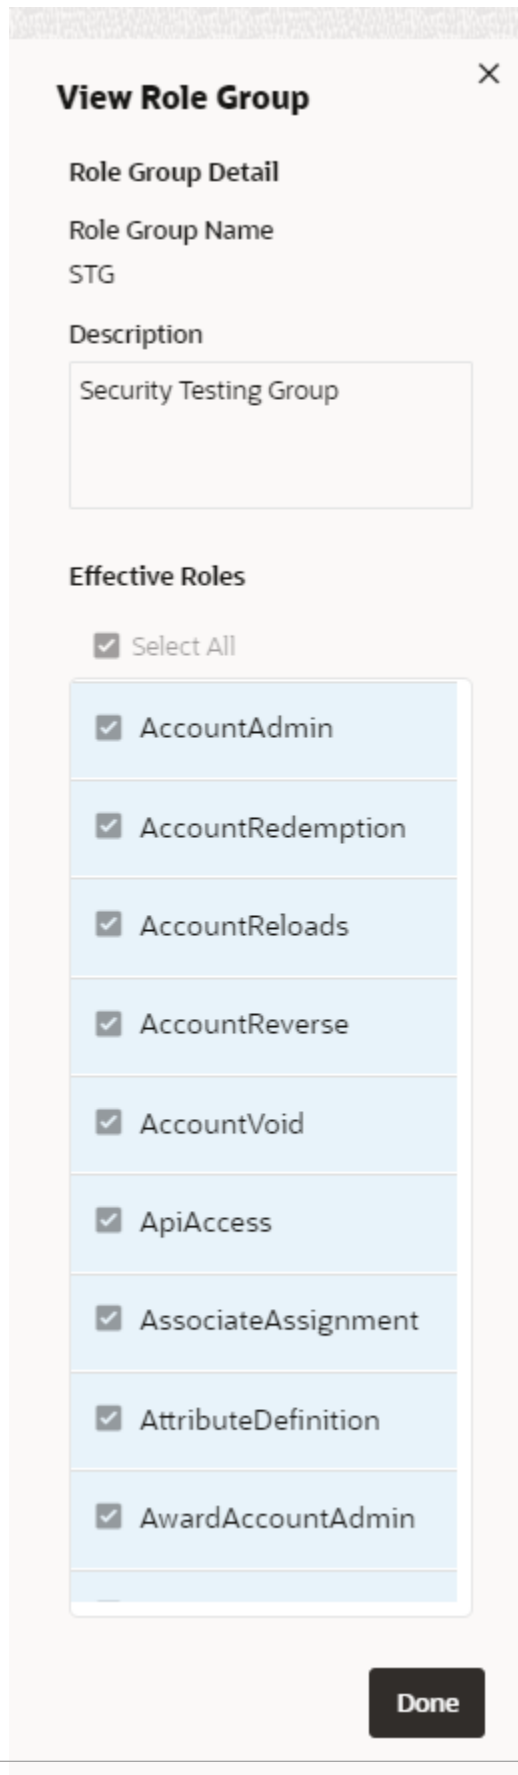 View Role Group
Role Group Detail
Role Group Name
STG
Description
Security Testing Group
Effective Roles
Select All
AccountAdmin
AccountRedemption
AccountReloads
AccountReverse
AccountVoid
ApiAccess
AssociateAssignment
AttributeDefinition
AwardAccountAdmin
Done